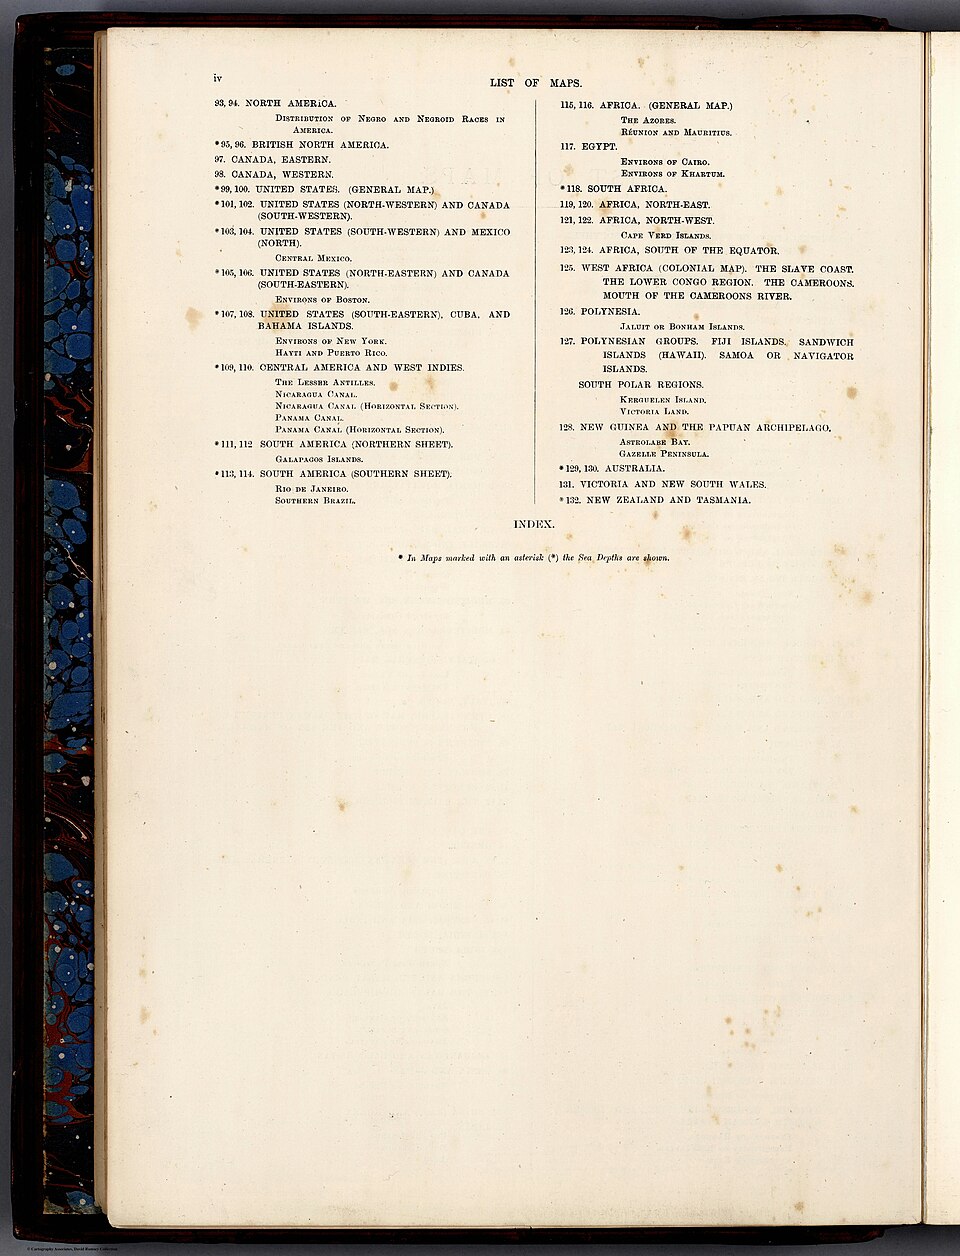 iv
LIST OF MAPS.
93, 94. NORTH AMERICA.
DISTRIBUTION OF NEGRO AND NEGROID RACES IN
AMERICA.
*95, 96. BRITISH NORTH AMERICA.
97. CANADA, EASTERN.
98. CANADA, WESTERN.
*99, 100. UNITED STATES. (GENERAL MAP.)
*101, 102. UNITED STATES (NORTH-WESTERN) AND CANADA
(SOUTH-WESTERN).
*103, 104. UNITED STATES (SOUTH-WESTERN) AND MEXICO
(NORTH).
CENTRAL MEXICO.
*105, 106. UNITED STATES (NORTH-EASTERN) AND CANADA
(SOUTH-EASTERN).
ENVIRONS OF BOSTON.
*107, 108. UNITED STATES (SOUTH-EASTERN). CUBA, AND
BAHAMA ISLANDS.
ENVIRONS OF NEW YORK.
HAYTI AND PUERTO RICO.
*109, 110. CENTRAL AMERICA AND WEST INDIES.
THE LESSER ANTILLES.
NICARAGUA CANAL.
NICARAGUA CANAL (HORIZONTAL SECTION).
PANAMA CANAL.
PANAMA CANAL (HORIZONTAL SECTION).
*111, 112 SOUTH AMERICA (NORTHERN SHEET).
GALAPAGOS ISLANDS.
*113, 114. SOUTH AMERICA (SOUTHERN SHEET).
RIO DE JANEIRO.
SOUTHERN BRAZIL.
115, 116. AFRICA. (GENERAL MAP.)
THE AZORES.
RÉUNION AND MAURITIUS.
117. EGYPT.
ENVIRONS OF CAIRO.
ENVIRONS OF KHARTUM.
*118. SOUTH AFRICA.
119, 120. AFRICA, NORTH-EAST.
121, 122. AFRICA, NORTH-WEST.
CAPE VERD ISLANDS.
123, 124. AFRICA, SOUTH OF THE EQUATOR.
125. WEST AFRICA (COLONIAL MAP). THE SLAVE COAST.
THE LOWER CONGO REGION. THE CAMEROONS.
MOUTH OF THE CAMEROONS RIVER.
126. POLYNESIA.
JALUIT OR BONHAM ISLANDS.
127. POLYNESIAN GROUPS. FIJI ISLANDS. SANDWICH
ISLANDS (HAWAII). SAMOA OR NAVIGATOR
ISLANDS.
SOUTH POLAR REGIONS.
KERGUELEN ISLAND.
VICTORIA LAND.
128. NEW GUINEA AND THE PAPUAN ARCHIPELAGO.
ASTROLABE BAY.
GAZELLE PENINSULA.
*129, 130. AUSTRALIA.
131. VICTORIA AND NEW SOUTH WALES.
*132. NEW ZEALAND AND TASMANIA.
INDEX.
* In Maps marked with an asterisk (*) the Sea Depths are shown.
© Cartography Associates, David Rumsey Collection